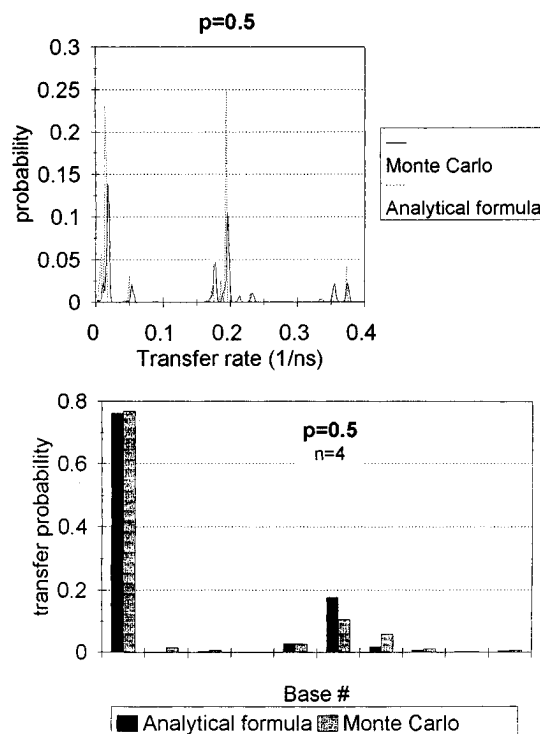 p=0.5
0.3
0.25
0.2
0.15
0.1
0.05
0
probability
0 0.1 0.2 0.3 0.4
Transfer rate (1/ns)
Monte Carlo
Analytical formula
0.8
0.6
0.4
0.2
0
transfer probability
p=0.5
n=4
Base #
Analytical formula Monte Carlo